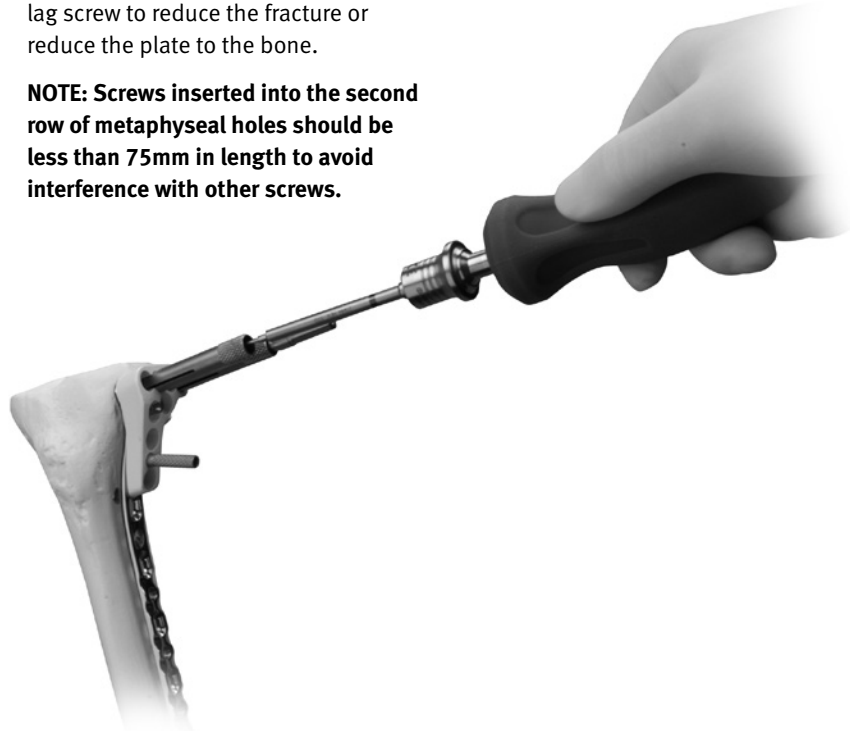 lag screw to reduce the fracture or
reduce the plate to the bone.
NOTE: Screws inserted into the second
row of metaphyseal holes should be
less than 75mm in length to avoid
interference with other screws.